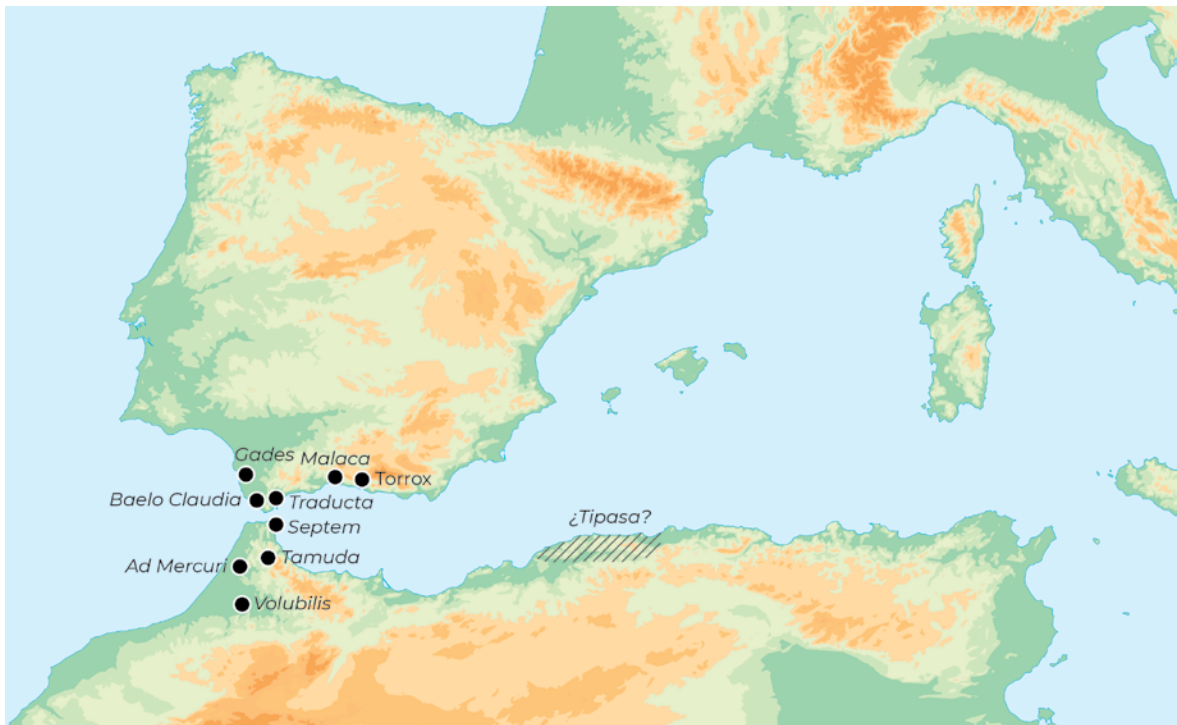 Gades
Malaca
Torrox
Baelo Claudia
Traducta
Septem
¿Tipasa?
Ad Mercuri
Tamuda
Volubilis